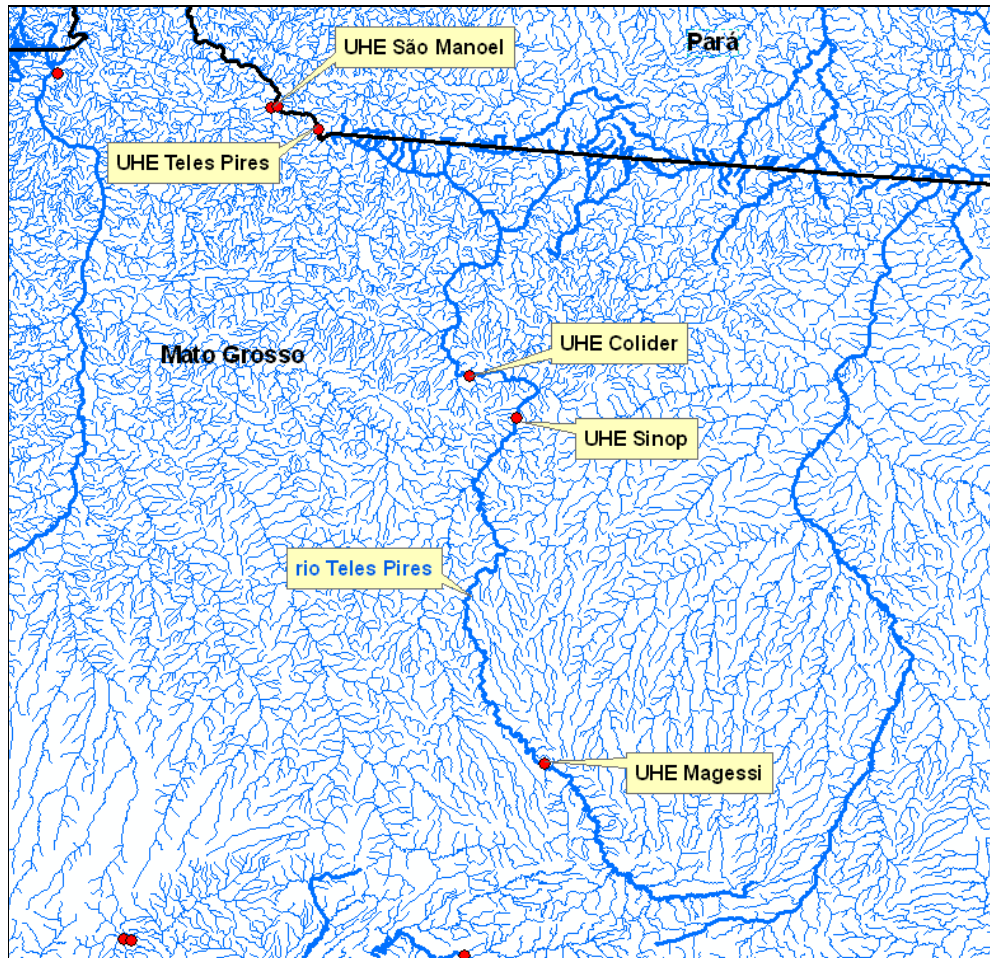 UHE São Manoel
Pará
UHE Teles Pires
UHE Colider
Mato Grosso
UHE Sinop
rio Teles Pires
UHE Magessi